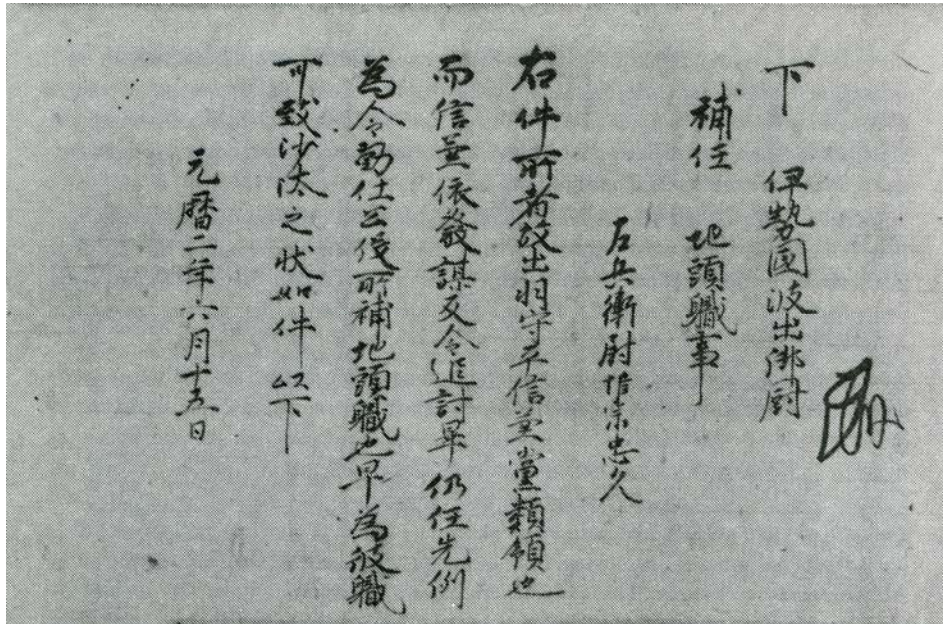 下 伊勢國波出御厨
補任 地頭職事
左兵衛尉惟宗忠久
右件所者故出羽守平信兼黨類領也
而信兼依發謀反令追討畢仍任先例
為令勤仕公役所補地頭職也早為彼職
可致沙汰之状如件以下
元暦二年六月十五日